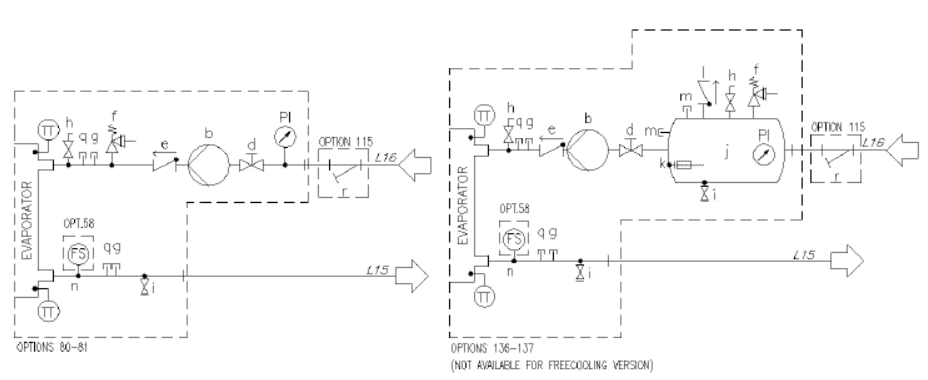 TT
h
q g
f
e
b
d
PI
OPTION 115
L16
r
EVAPORATOR
OPT.58
FS
n
q g
i
L15
TT
OPTIONS 80-81
TT
h
q g
e
b
d
m
m
l
h
f
k
j
PI
i
OPTION 115
L16
r
EVAPORATOR
OPT.58
FS
n
q g
i
L15
TT
OPTIONS 136-137
(NOT AVAILABLE FOR FREECOOLING VERSION)